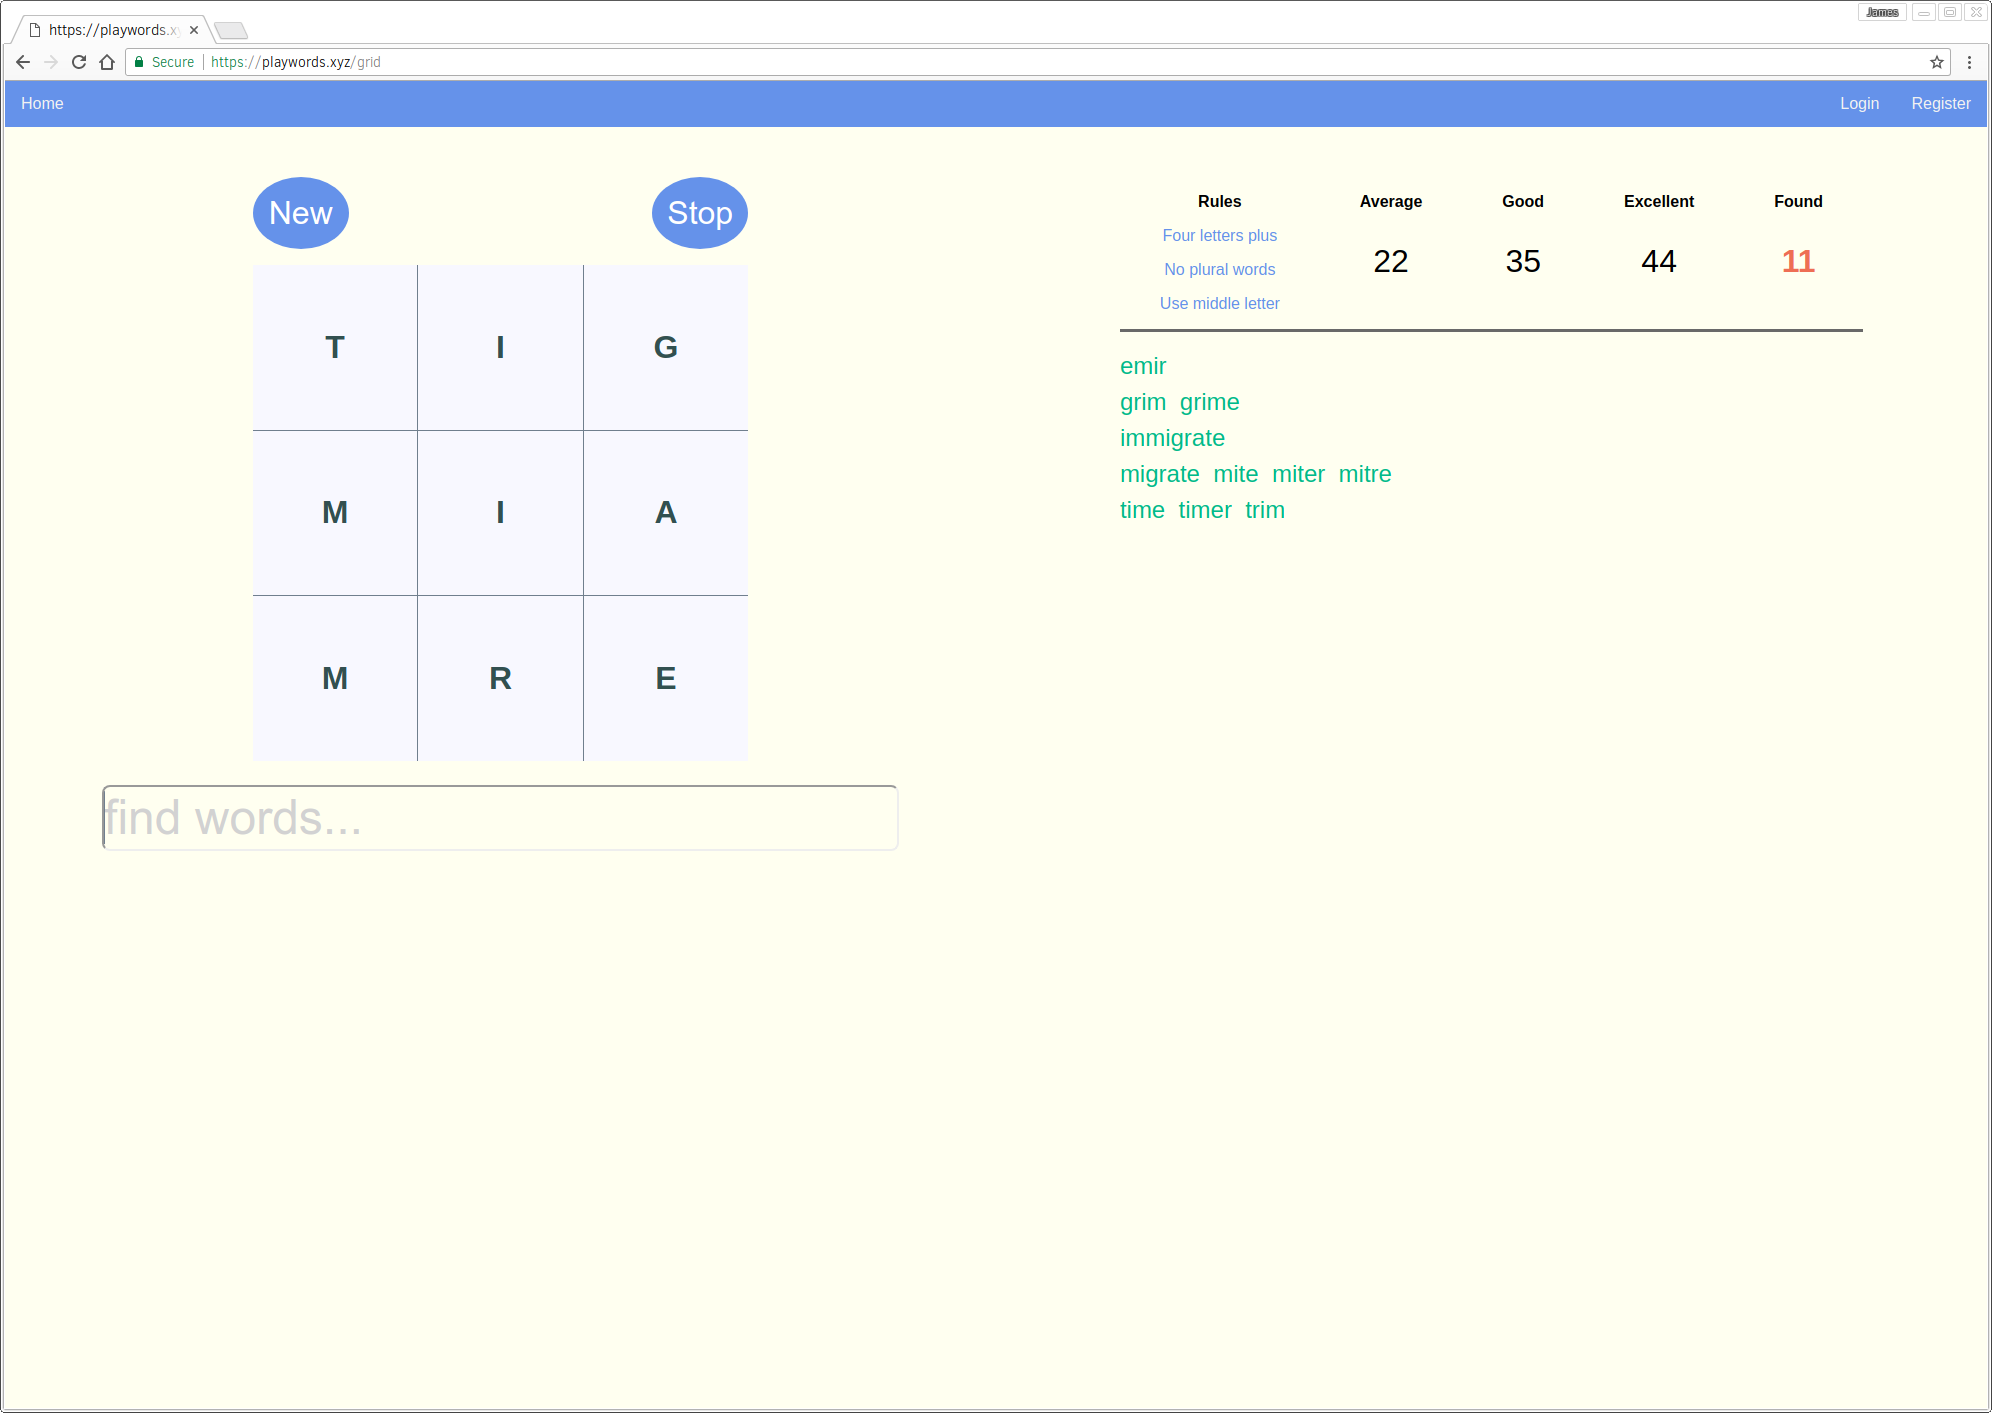 James
https://playwords.xy
Secure https://playwords.xyz/grid
Home Login Register
New Stop
T I G
M I A
M R E
find words...
Rules Average Good Excellent Found
Four letters plus
No plural words
Use middle letter
22 35 44 11
emir
grim grime
immigrate
migrate mite miter mitre
time timer trim